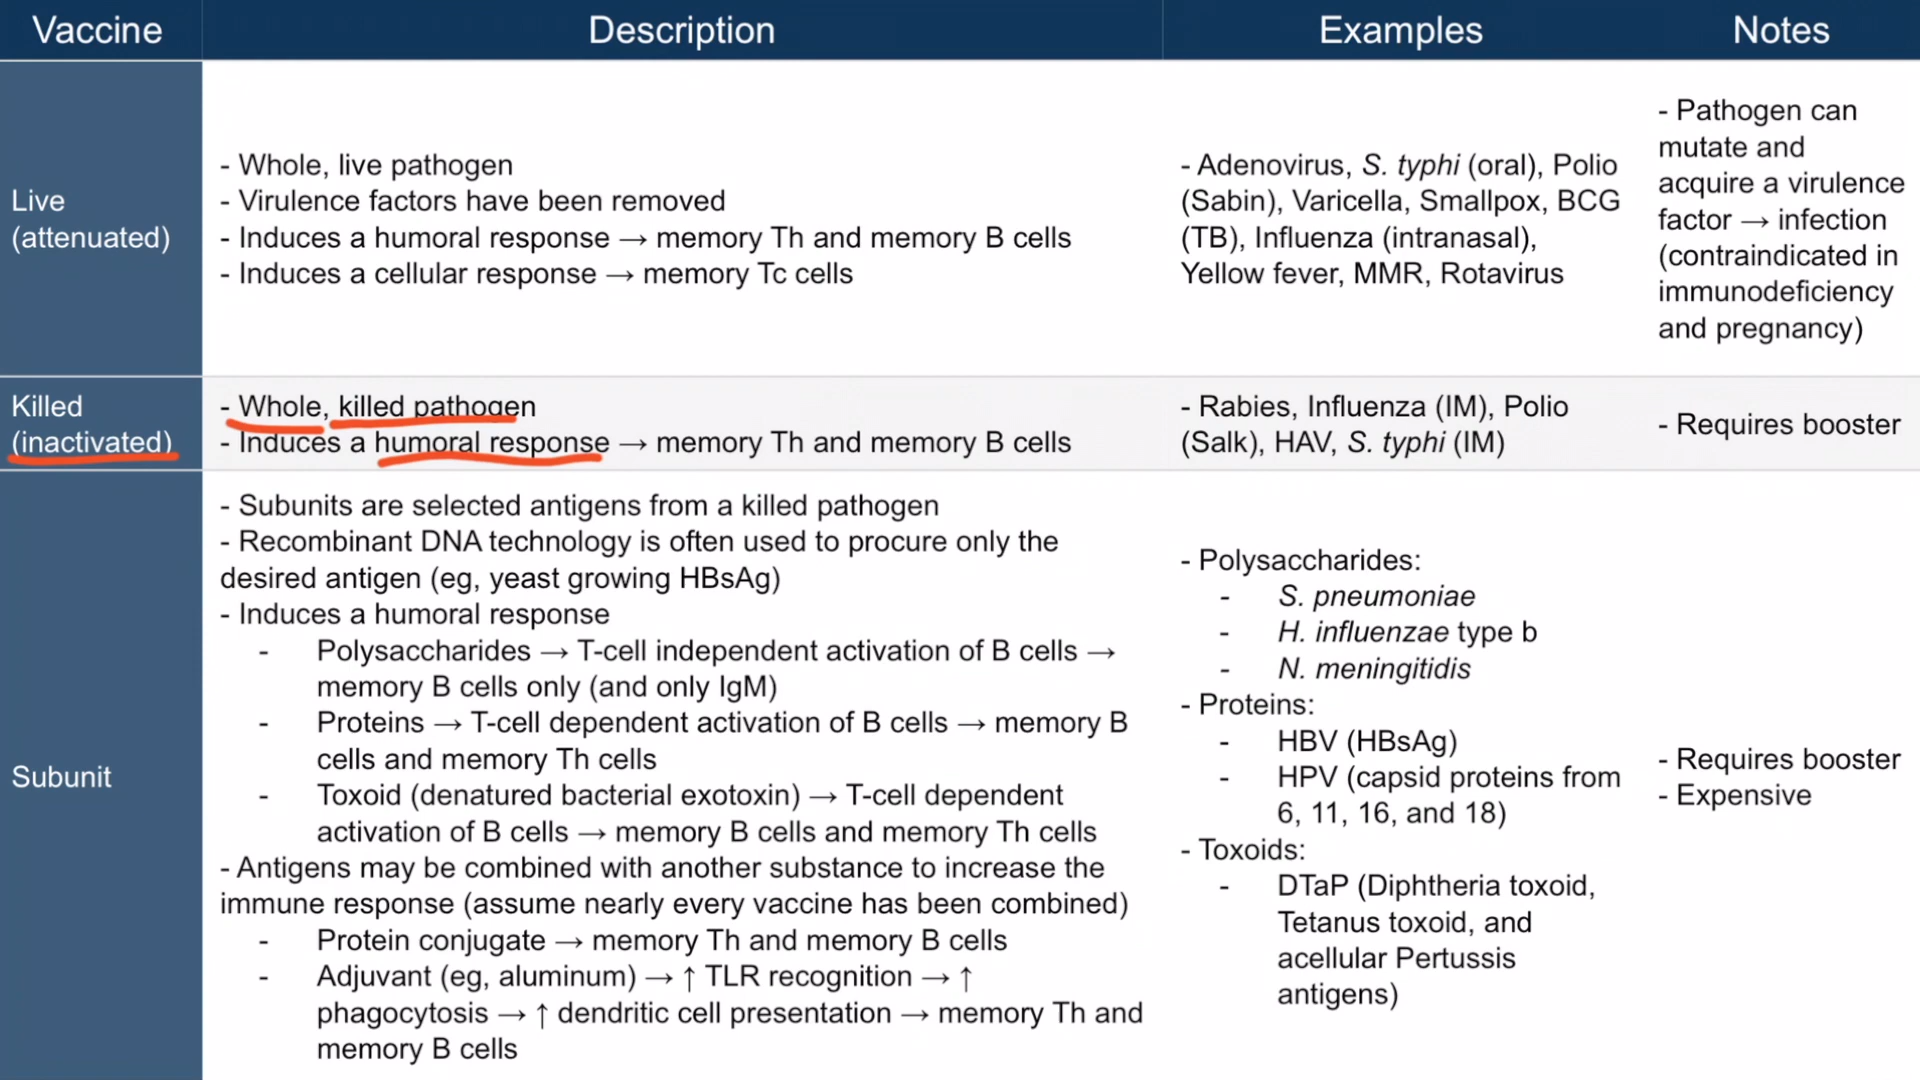 Vaccine
Description
Examples
Notes
Live
(attenuated)
- Whole, live pathogen
- Virulence factors have been removed
- Induces a humoral response → memory Th and memory B cells
- Induces a cellular response → memory Tc cells
- Adenovirus, S. typhi (oral), Polio
(Sabin), Varicella, Smallpox, BCG
(TB), Influenza (intranasal),
Yellow fever, MMR, Rotavirus
- Pathogen can
mutate and
acquire a virulence
factor → infection
(contraindicated in
immunodeficiency
and pregnancy)
Killed
(inactivated)
- Whole, killed pathogen
- Induces a humoral response → memory Th and memory B cells
- Rabies, Influenza (IM), Polio
(Salk), HAV, S. typhi (IM)
- Requires booster
Subunit
- Subunits are selected antigens from a killed pathogen
- Recombinant DNA technology is often used to procure only the
desired antigen (eg, yeast growing HBsAg)
- Induces a humoral response
- Polysaccharides → T-cell independent activation of B cells →
memory B cells only (and only IgM)
- Proteins → T-cell dependent activation of B cells → memory B
cells and memory Th cells
- Toxoid (denatured bacterial exotoxin) → T-cell dependent
activation of B cells → memory B cells and memory Th cells
- Antigens may be combined with another substance to increase the
immune response (assume nearly every vaccine has been combined)
- Protein conjugate → memory Th and memory B cells
- Adjuvant (eg, aluminum) → ↑ TLR recognition → ↑
phagocytosis → ↑ dendritic cell presentation → memory Th and
memory B cells
- Polysaccharides:
- S. pneumoniae
- H. influenzae type b
- N. meningitidis
- Proteins:
- HBV (HBsAg)
- HPV (capsid proteins from
6, 11, 16, and 18)
- Toxoids:
- DTaP (Diphtheria toxoid,
Tetanus toxoid, and
acellular Pertussis
antigens)
- Requires booster
- Expensive